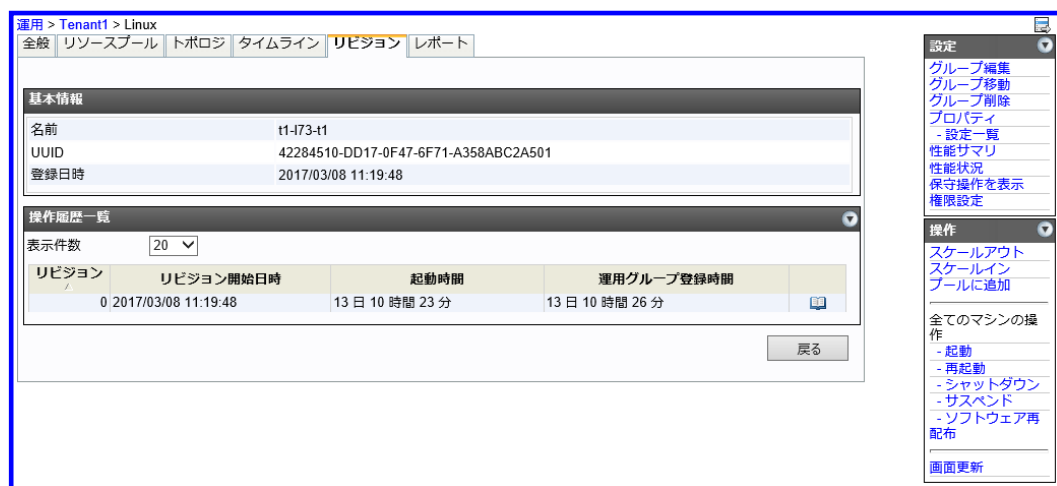 運用 > Tenant1 > Linux
全般 リソースプール トポロジ タイムライン リビジョン レポート
基本情報
名前 t1-l73-t1
UUID 42284510-DD17-0F47-6F71-A358ABC2A501
登録日時 2017/03/08 11:19:48
操作履歴一覧
表示件数 20
リビジョン リビジョン開始日時 起動時間 運用グループ登録時間
0 2017/03/08 11:19:48 13 日 10 時間 23 分 13 日 10 時間 26 分
戻る
設定
グループ編集
グループ移動
グループ削除
プロパティ
- 設定一覧
性能サマリ
性能状況
保守操作を表示
権限設定
操作
スケールアウト
スケールイン
プールに追加
全てのマシンの操
作
- 起動
- 再起動
- シャットダウン
- サスペンド
- ソフトウェア再
配布
画面更新